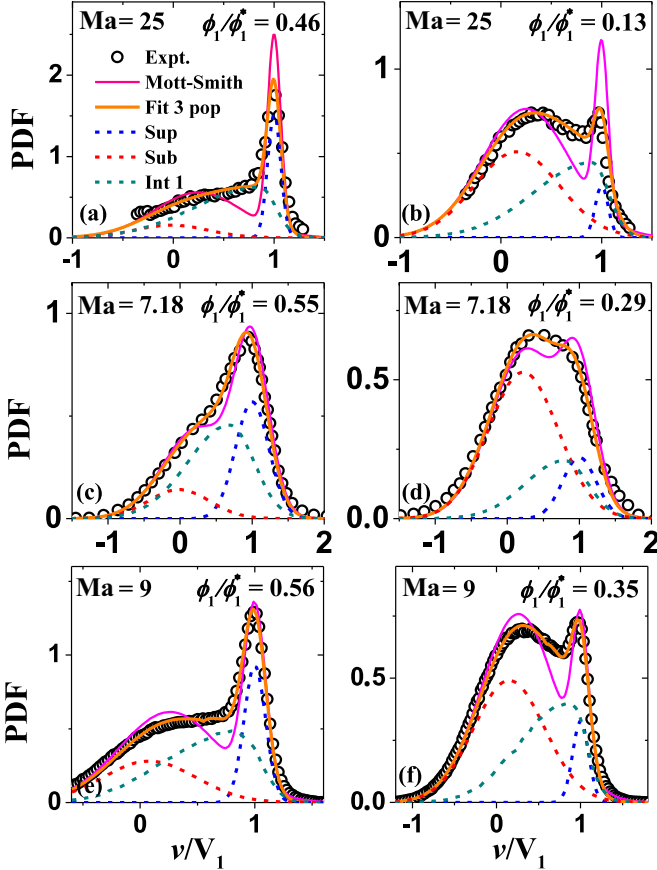 Ma = 25 ϕ₁/ϕ₁* = 0.46
Expt.
Mott-Smith
Fit 3 pop
Sup
Sub
Int 1
(a)
PDF
0
1
2
-1
0
1
Ma = 25 ϕ₁/ϕ₁* = 0.13
(b)
0
1
-1
0
1
Ma = 7.18 ϕ₁/ϕ₁* = 0.55
(c)
PDF
0
1
-1
0
1
2
Ma = 7.18 ϕ₁/ϕ₁* = 0.29
(d)
0.0
0.5
-1
0
1
2
Ma = 9 ϕ₁/ϕ₁* = 0.56
(e)
PDF
0
1
0
1
v/V₁
Ma = 9 ϕ₁/ϕ₁* = 0.35
(f)
0.0
0.5
-1
0
1
v/V₁